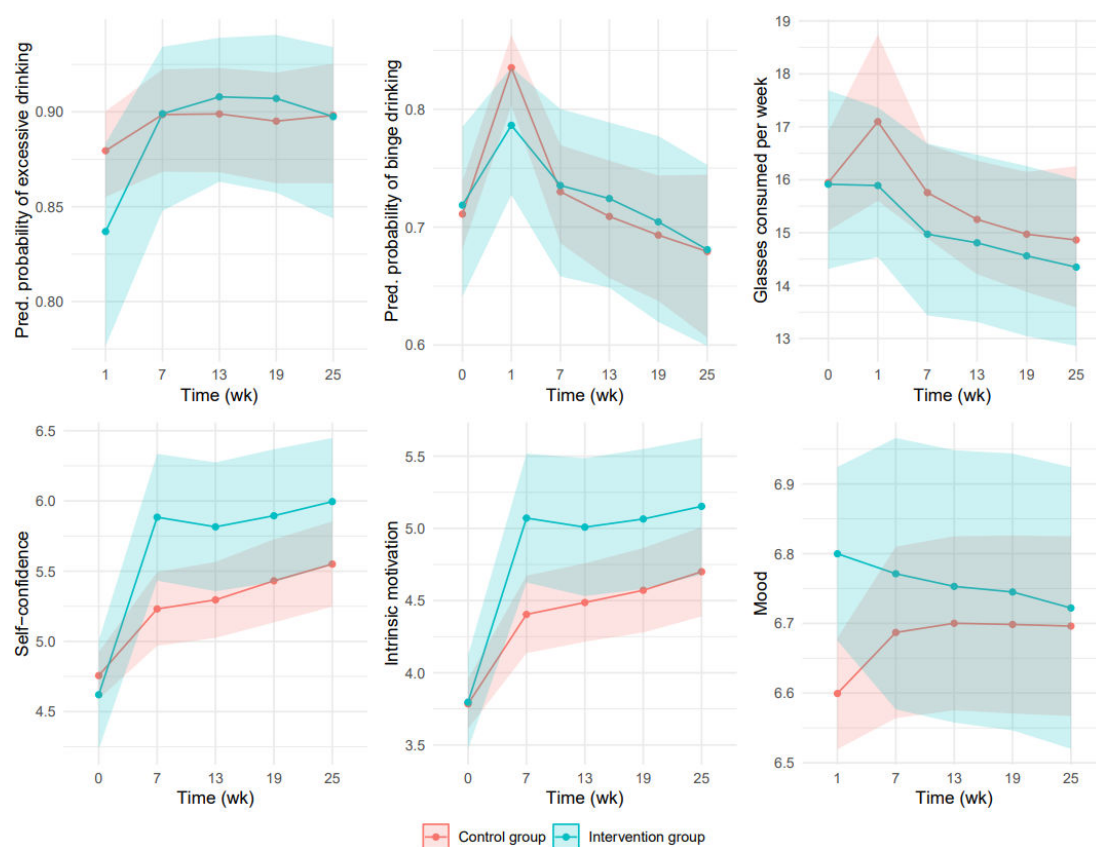 Pred. probability of excessive drinking
0.90
0.85
0.80
1 7 13 19 25
Time (wk)
Pred. probability of binge drinking
0.8
0.7
0.6
0 1 7 13 19 25
Time (wk)
Glasses consumed per week
19
18
17
16
15
14
13
0 1 7 13 19 25
Time (wk)
Self−confidence
6.5
6.0
5.5
5.0
4.5
0 7 13 19 25
Time (wk)
Intrinsic motivation
5.5
5.0
4.5
4.0
3.5
0 7 13 19 25
Time (wk)
Mood
6.9
6.8
6.7
6.6
6.5
1 7 13 19 25
Time (wk)
Control group Intervention group